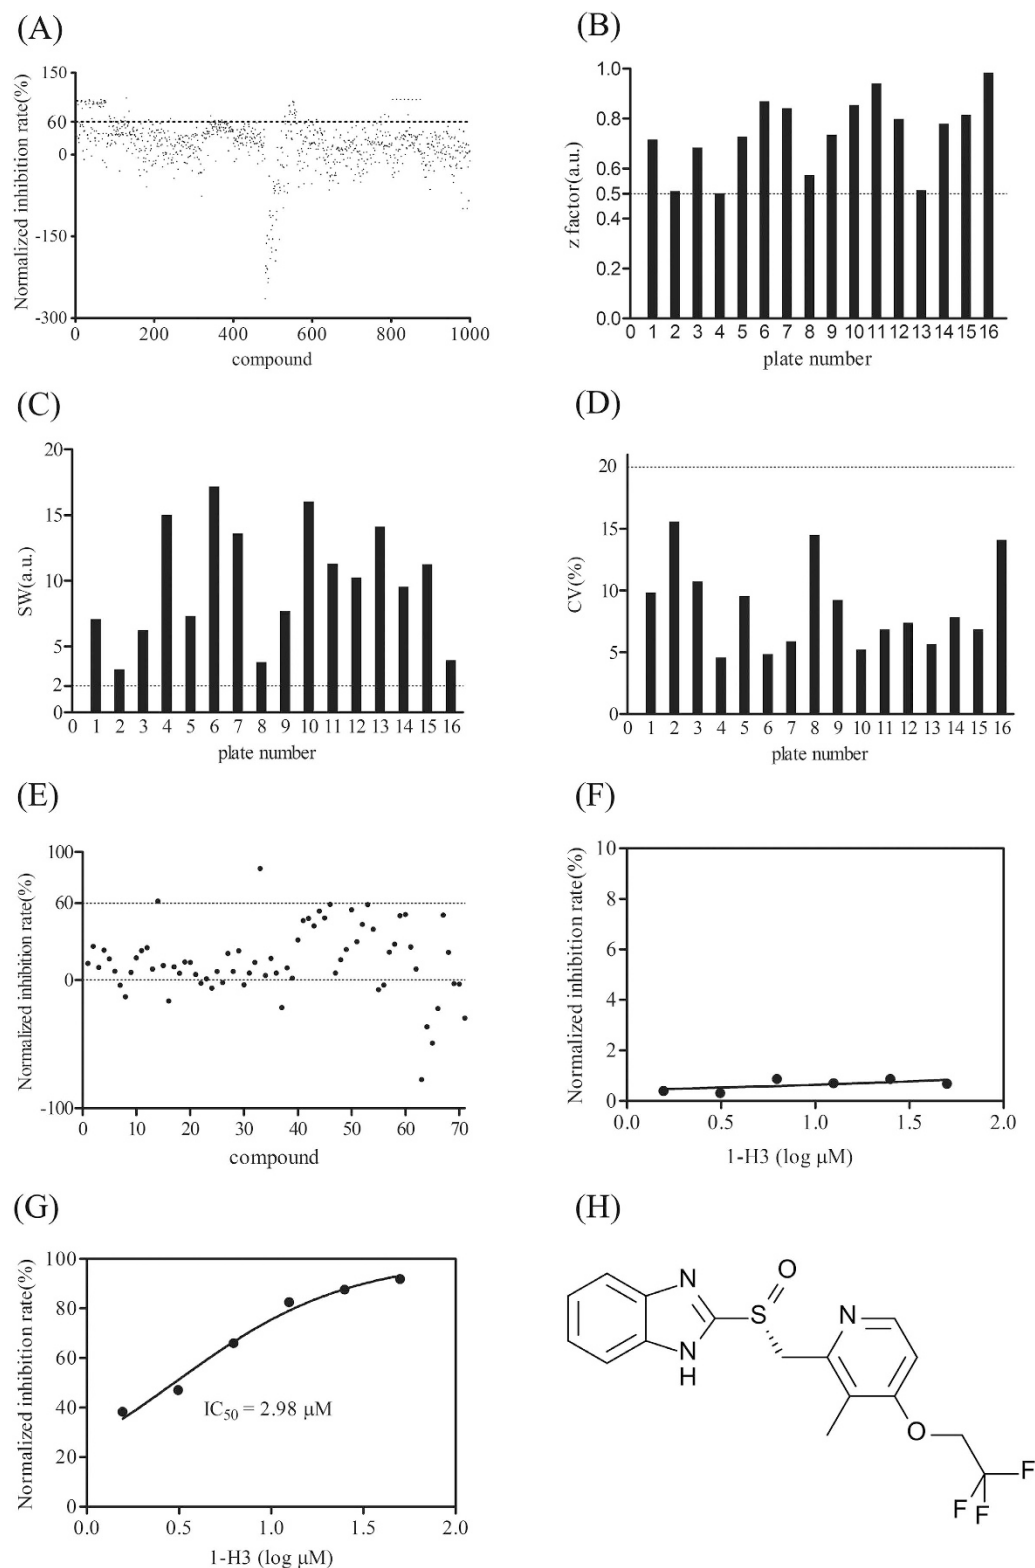 (A)
Normalized inhibition rate(%)
150
60
0
-150
-300
0 200 400 600 800 1000
compound
(B)
z factor(a.u.)
1.0
0.8
0.6
0.5
0.4
0.2
0.0
0 1 2 3 4 5 6 7 8 9 10 11 12 13 14 15 16
plate number
(C)
SW(a.u.)
20
15
10
5
2
0
0 1 2 3 4 5 6 7 8 9 10 11 12 13 14 15 16
plate number
(D)
CV(%)
20
15
10
5
0
0 1 2 3 4 5 6 7 8 9 10 11 12 13 14 15 16
plate number
(E)
Normalized inhibition rate(%)
100
60
0
-100
0 10 20 30 40 50 60 70
compound
(F)
Normalized inhibition rate(%)
10
8
6
4
2
0
0.0 0.5 1.0 1.5 2.0
1-H3 (log μM)
(G)
Normalized inhibition rate(%)
100
80
60
40
20
0
IC50 = 2.98 μM
0.0 0.5 1.0 1.5 2.0
1-H3 (log μM)
(H)
O
N
S
N
N
H
O
F
F
F